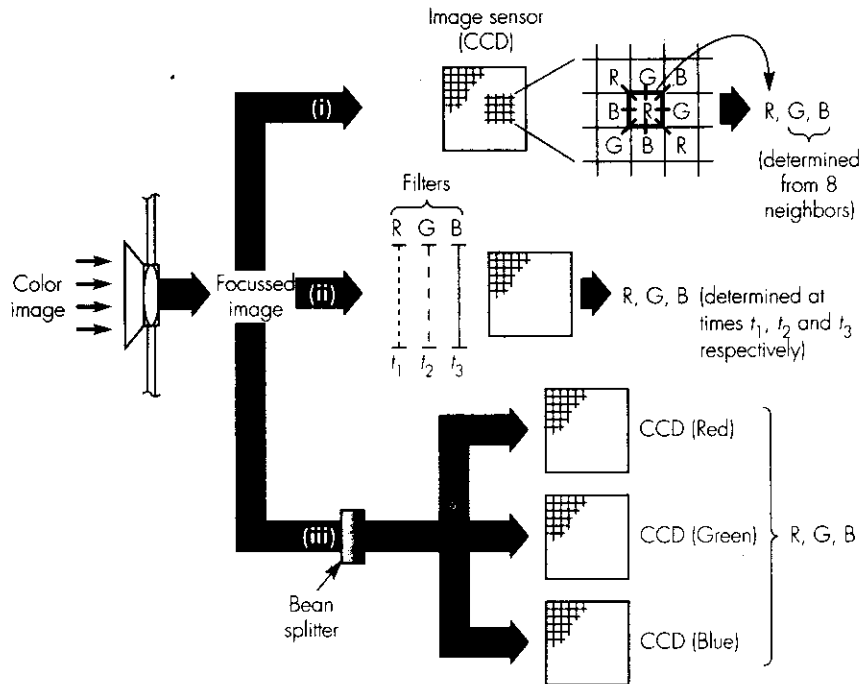 Image sensor
(CCD)
R G B
B R G
G B R
R, G, B
(determined
from 8
neighbors)
(i)
Filters
R G B
Color
image
Focussed
image
(ii)
t1 t2 t3
R, G, B (determined at
times t1, t2 and t3
respectively)
CCD (Red)
(iii)
CCD (Green)
R, G, B
Bean
splitter
CCD (Blue)